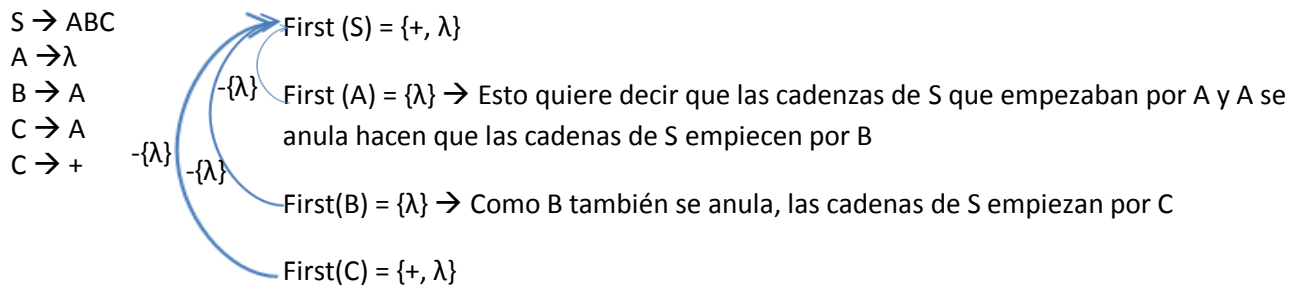 S → ABC
A → λ
B → A
C → A
C → +
First (S) = {+, λ}
-{λ}
First (A) = {λ} → Esto quiere decir que las cadenzas de S que empezaban por A y A se
anula hacen que las cadenas de S empiecen por B
-{λ}
-{λ}
First(B) = {λ} → Como B también se anula, las cadenas de S empiezan por C
First(C) = {+, λ}